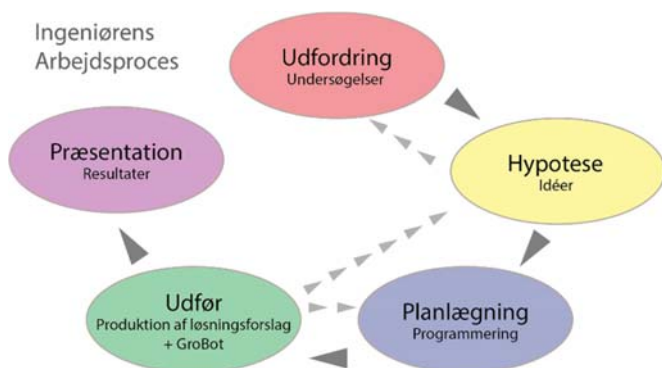 Ingeniørens
Arbejdsproces
Udfordring
Undersøgelser
Hypotese
Idéer
Planlægning
Programmering
Udfør
Produktion af løsningsforslag
+ GroBot
Præsentation
Resultater